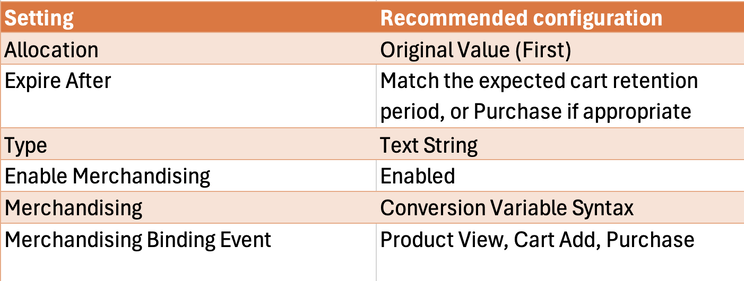 Setting Recommended configuration
Allocation Original Value (First)
Expire After Match the expected cart retention
period, or Purchase if appropriate
Type Text String
Enable Merchandising Enabled
Merchandising Conversion Variable Syntax
Merchandising Binding Event Product View, Cart Add, Purchase